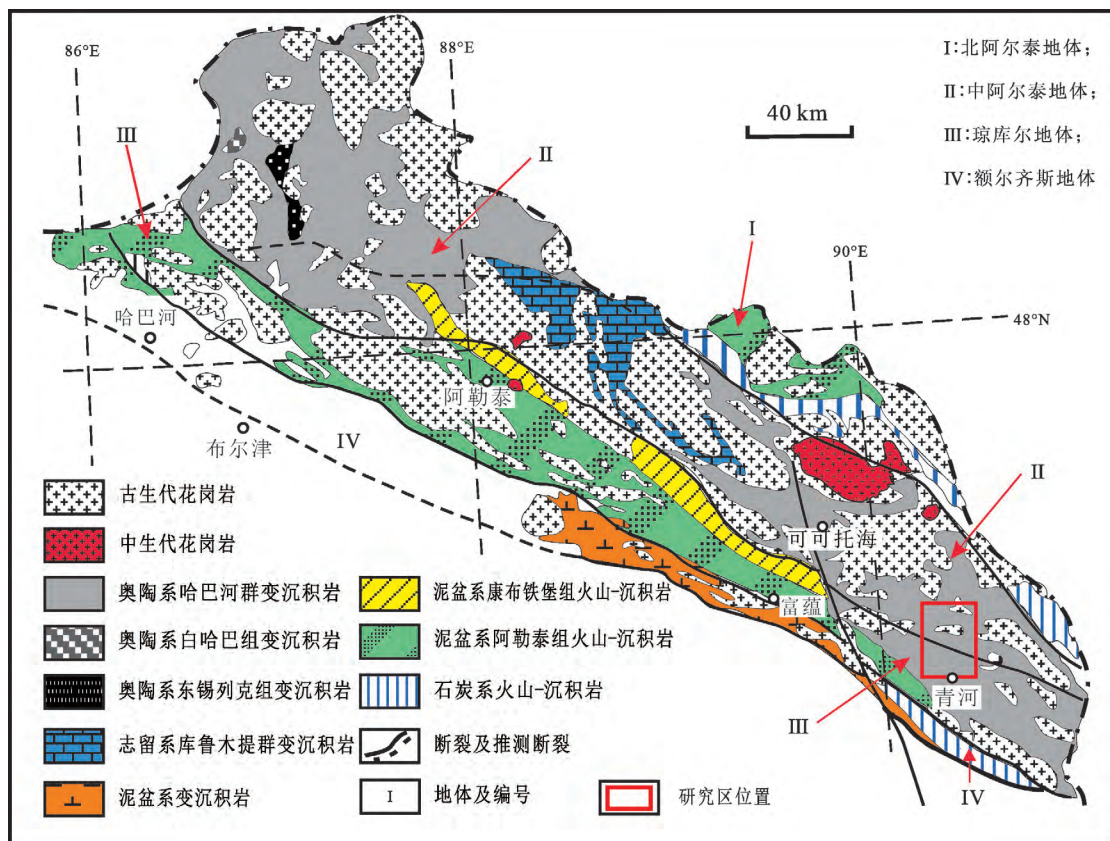 86°E
88°E
Ⅰ:北阿尔泰地体;
Ⅱ:中阿尔泰地体;
Ⅲ:琼库尔地体;
Ⅳ:额尔齐斯地体
40 km
Ⅲ
Ⅱ
Ⅰ
90°E
48°N
哈巴河
阿勒泰
布尔津
Ⅳ
Ⅱ
可可托海
富蕴
青河
Ⅲ
Ⅳ
古生代花岗岩
中生代花岗岩
奥陶系哈巴河群变沉积岩
泥盆系康布铁堡组火山-沉积岩
奥陶系白哈巴组变沉积岩
泥盆系阿勒泰组火山-沉积岩
奥陶系东锡列克组变沉积岩
石炭系火山-沉积岩
志留系库鲁木提群变沉积岩
断裂及推测断裂
泥盆系变沉积岩
I 地体及编号
研究区位置